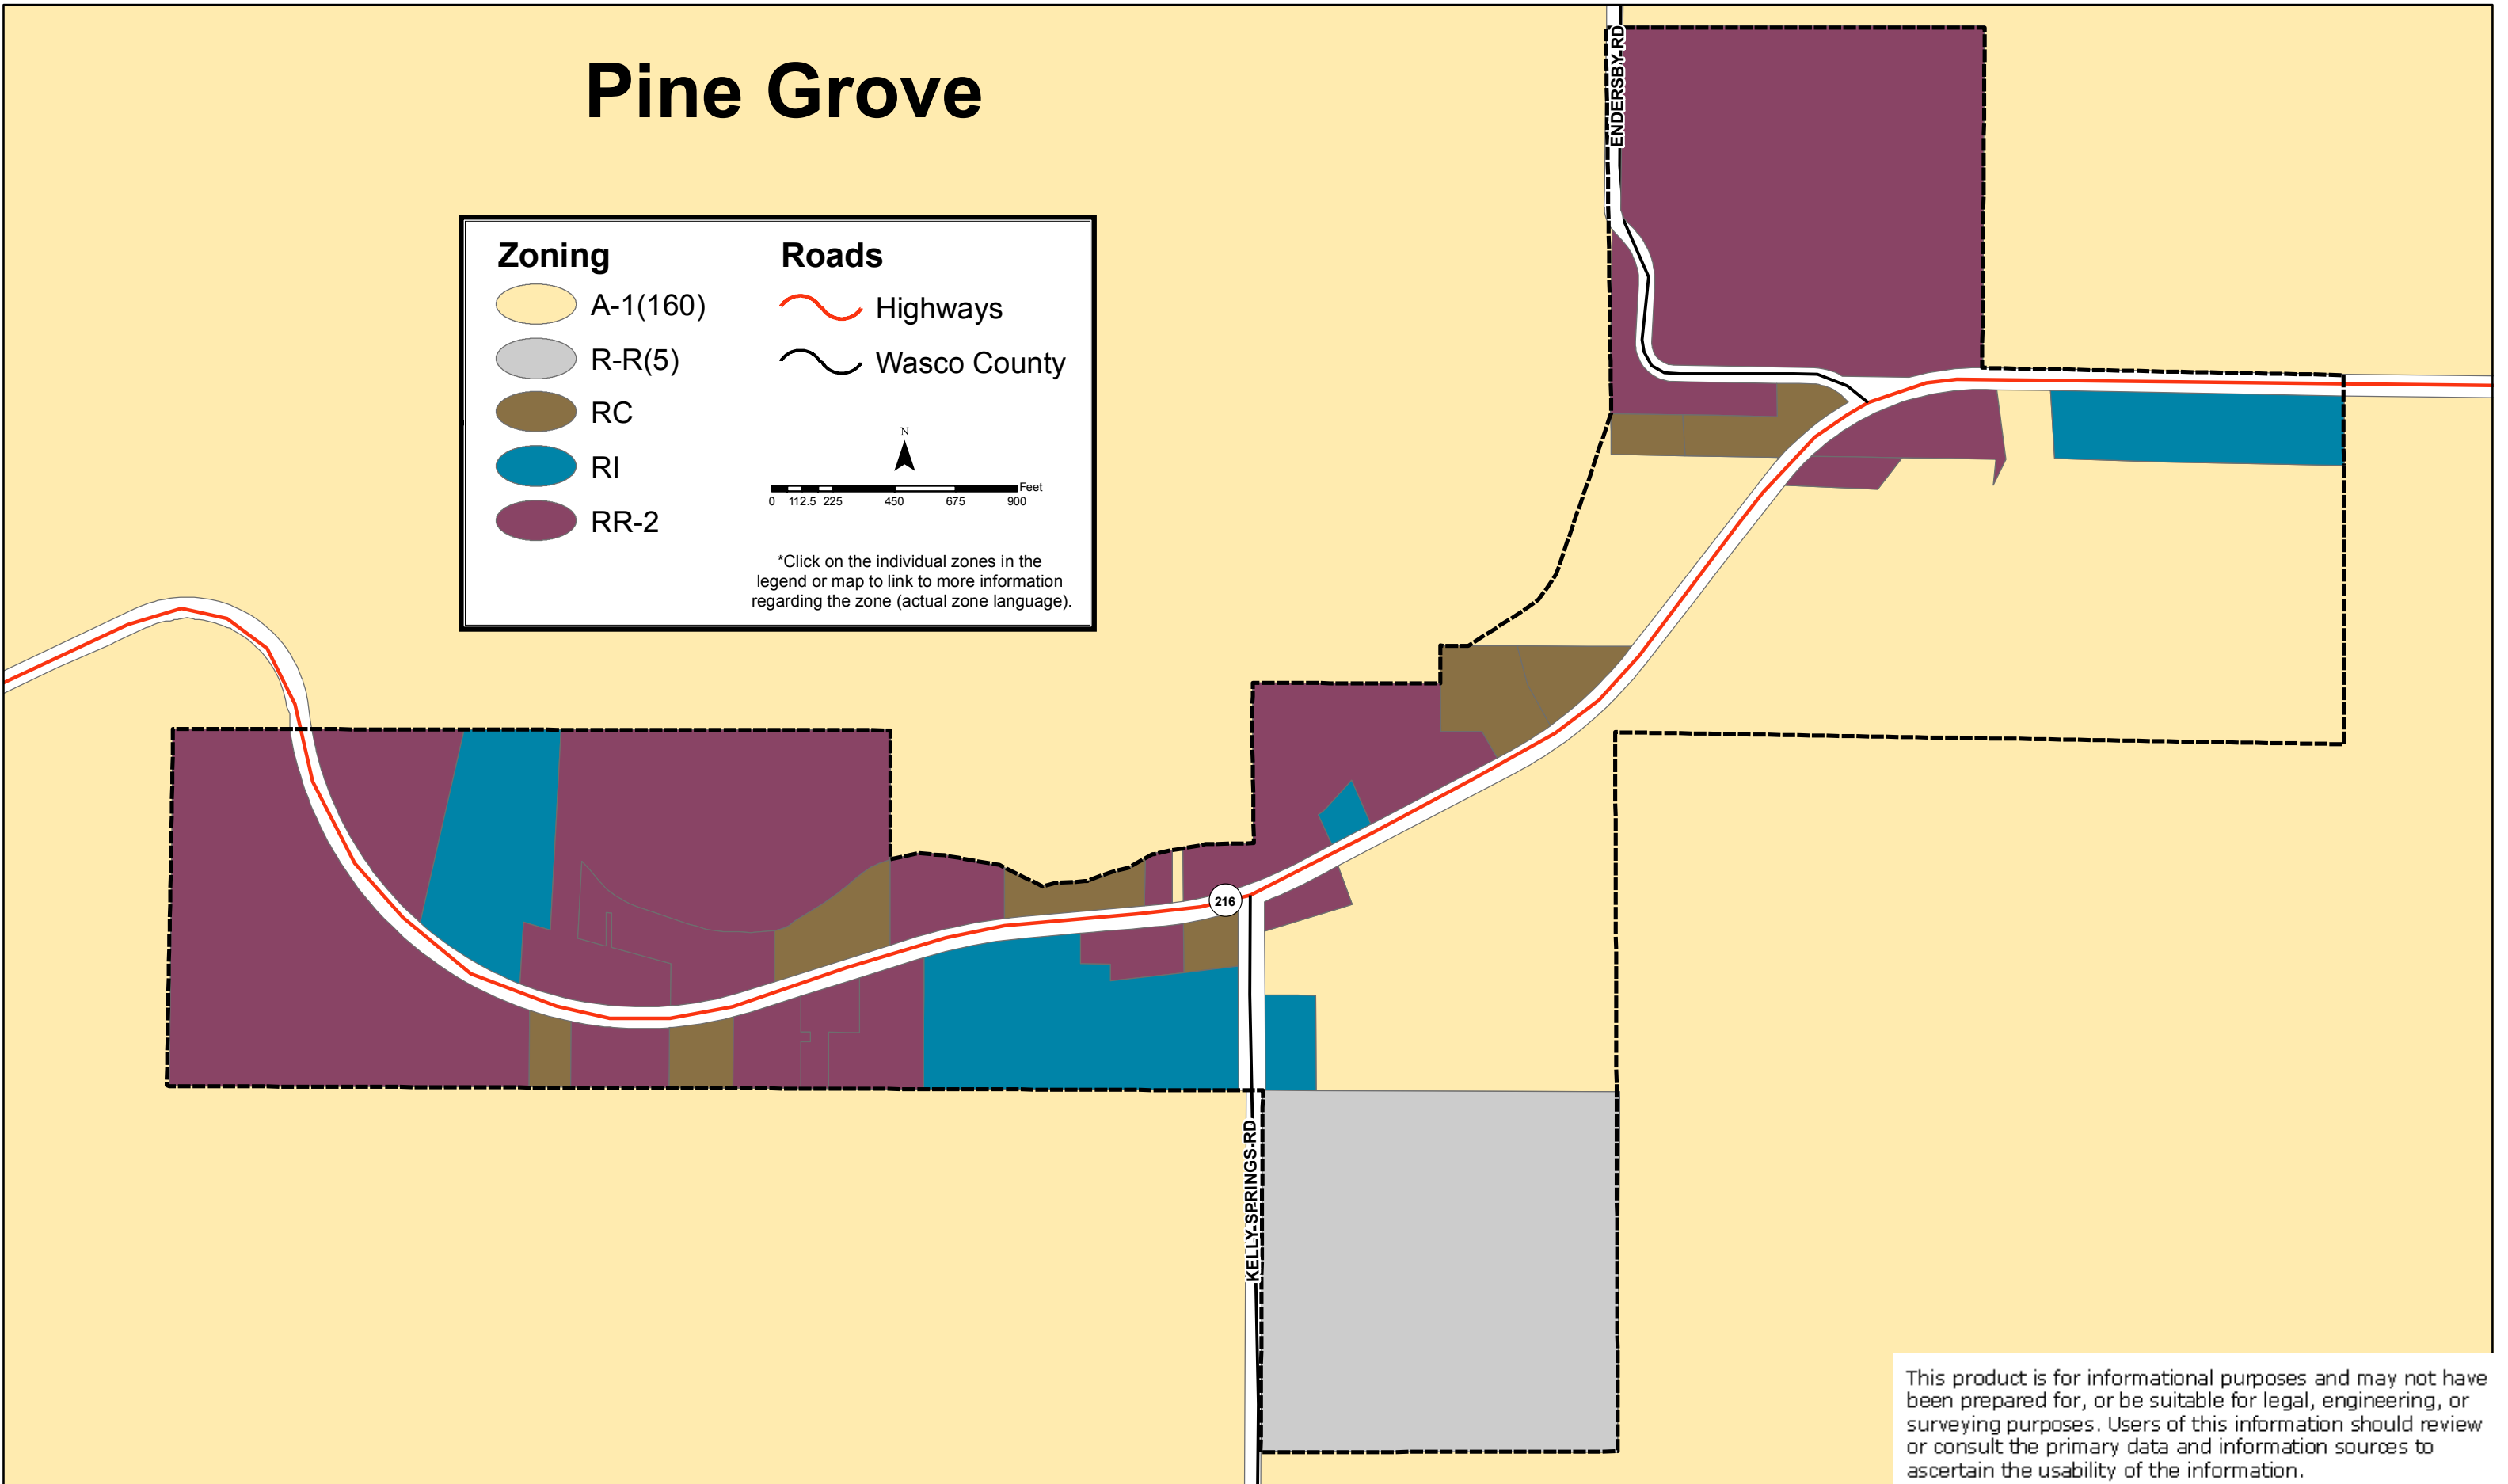 Pine Grove
ENDERSBY RD
Zoning
A-1(160)
R-R(5)
RC
RI
RR-2
Roads
Highways
Wasco County
N
Feet
0 112.5 225 450 675 900
*Click on the individual zones in the
legend or map to link to more information
regarding the zone (actual zone language).
216
KELLY SPRINGS RD
This product is for informational purposes and may not have
been prepared for, or be suitable for legal, engineering, or
surveying purposes. Users of this information should review
or consult the primary data and information sources to
ascertain the usability of the information.